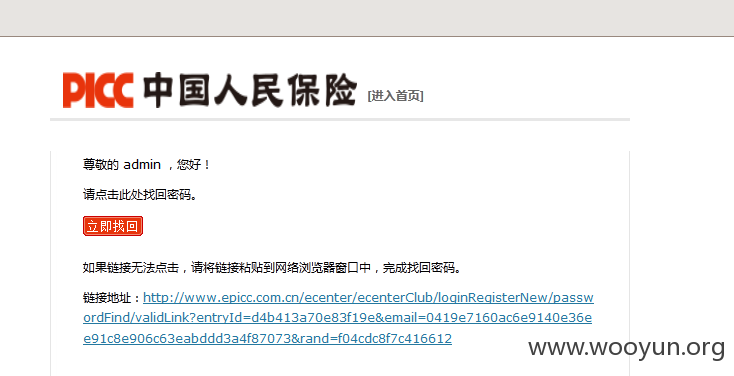 PICC 中国人民保险 [进入首页]
尊敬的 admin ，您好！
请点击此处找回密码。
立即找回
如果链接无法点击，请将链接粘贴到网络浏览器窗口中，完成找回密码。
链接地址：http://www.epicc.com.cn/ecenter/ecenterClub/loginRegisterNew/passw
ordFind/validLink?entryId=d4b413a70e83f19e&email=0419e7160ac6e9140e36e
e91c8e906c63eabddd3a4f87073&rand=f04cdc8f7c416612
www.wooyun.org